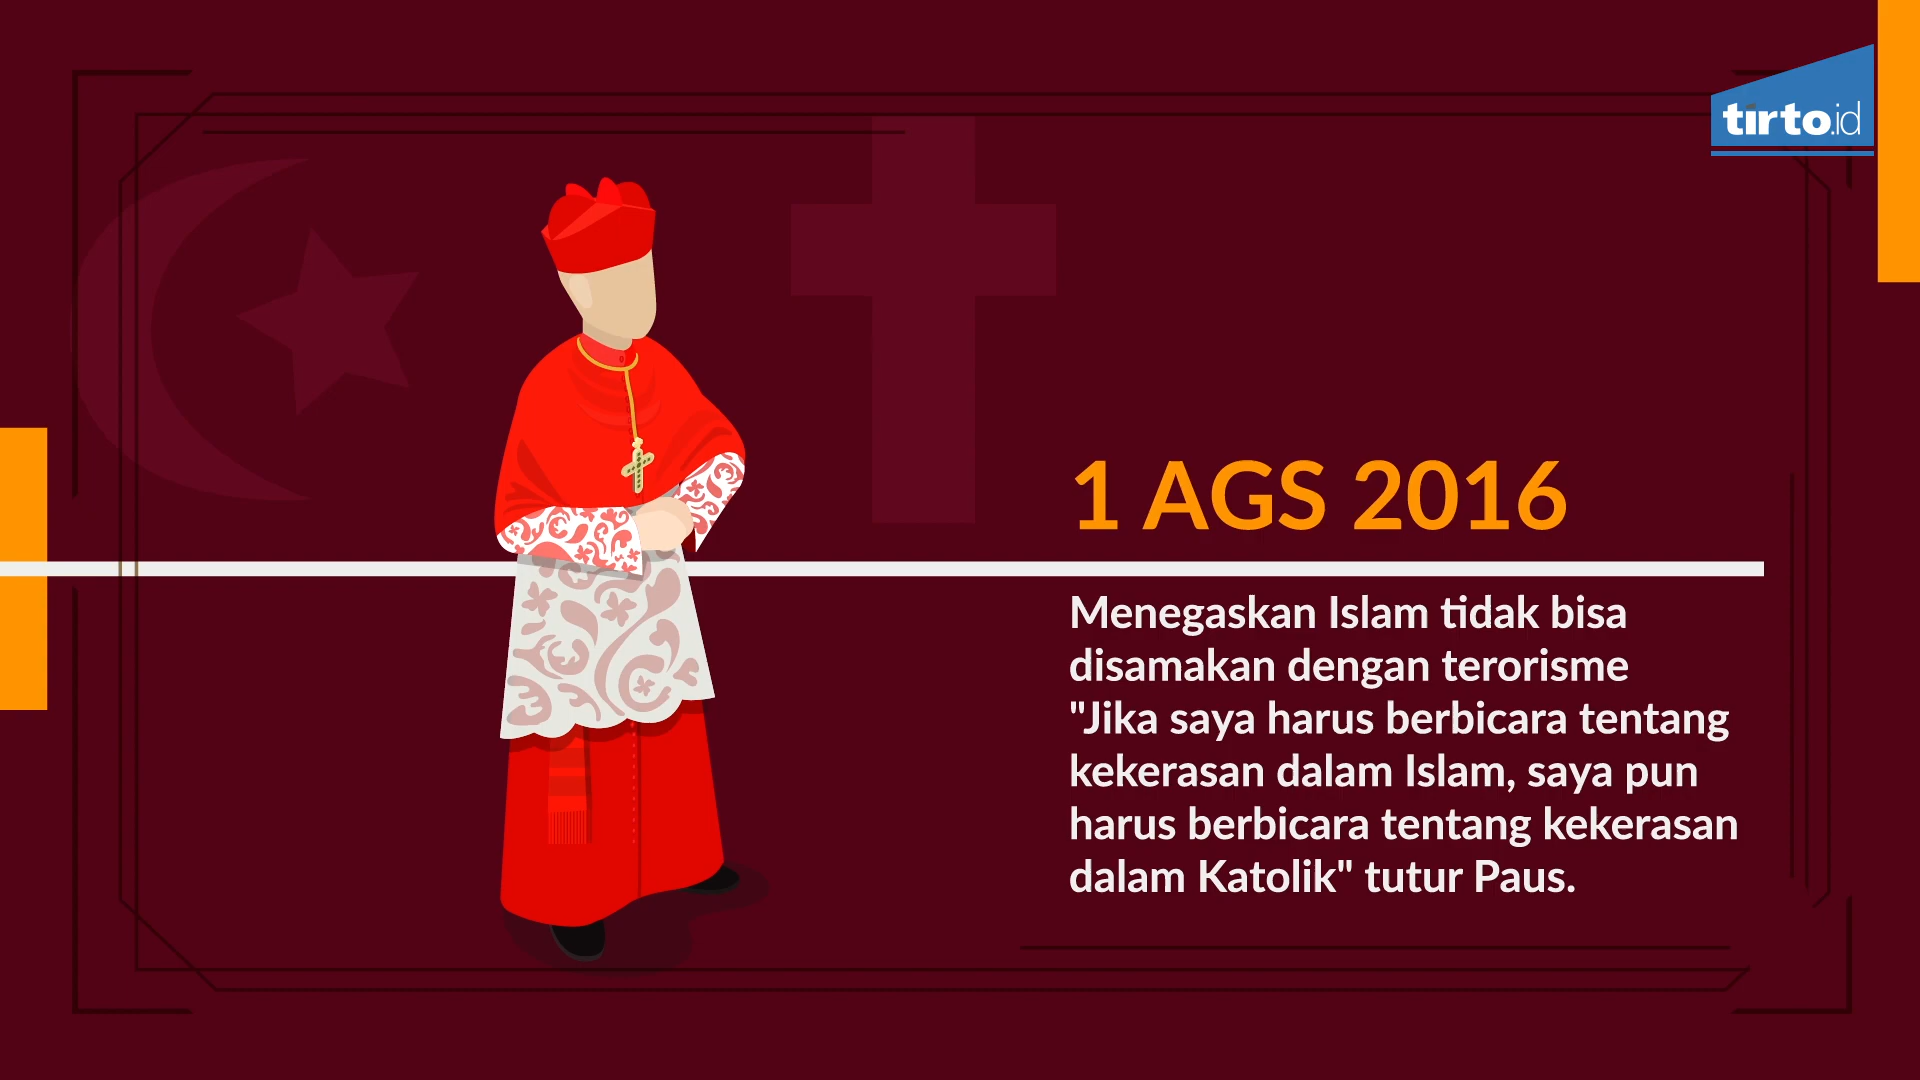 tirto.id
1 AGS 2016
Menegaskan Islam tidak bisa
disamakan dengan terorisme
"Jika saya harus berbicara tentang
kekerasan dalam Islam, saya pun
harus berbicara tentang kekerasan
dalam Katolik" tutur Paus.